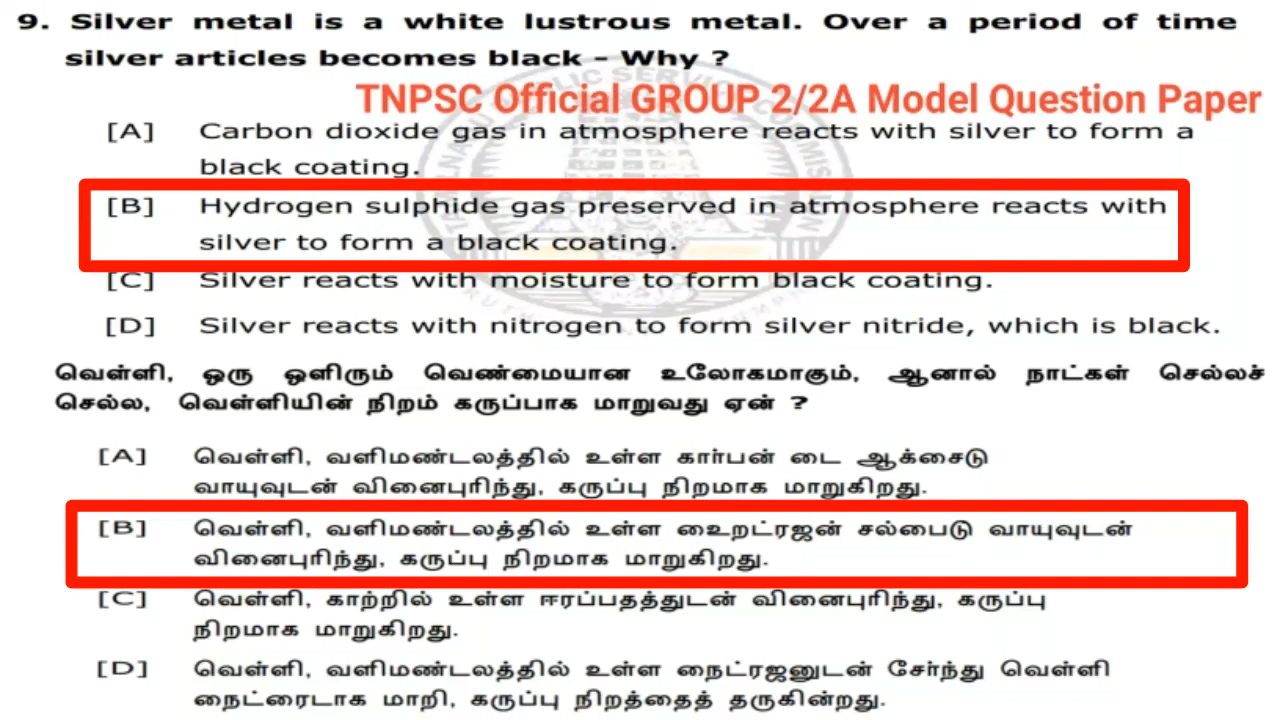 9. Silver metal is a white lustrous metal. Over a period of time
silver articles becomes black – Why ?
TNPSC Official GROUP 2/2A Model Question Paper
[A] Carbon dioxide gas in atmosphere reacts with silver to form a
black coating.
[B] Hydrogen sulphide gas preserved in atmosphere reacts with
silver to form a black coating.
[C] Silver reacts with moisture to form black coating.
[D] Silver reacts with nitrogen to form silver nitride, which is black.
வெள்ளி, ஒரு ஒளிரும் வெண்மையான உலோகமாகும், ஆனால் நாட்கள் செல்லச்
செல்ல, வெள்ளியின் நிறம் கருப்பாக மாறுவது ஏன் ?
[A] வெள்ளி, வளிமண்டலத்தில் உள்ள கார்பன் டை ஆக்சைடு
வாயுவுடன் வினைபுரிந்து, கருப்பு நிறமாக மாறுகிறது.
[B] வெள்ளி, வளிமண்டலத்தில் உள்ள ஹைட்ரஜன் சல்பைடு வாயுவுடன்
வினைபுரிந்து, கருப்பு நிறமாக மாறுகிறது.
[C] வெள்ளி, காற்றில் உள்ள ஈரப்பதத்துடன் வினைபுரிந்து, கருப்பு
நிறமாக மாறுகிறது.
[D] வெள்ளி, வளிமண்டலத்தில் உள்ள நைட்ரஜனுடன் சேர்ந்து வெள்ளி
நைட்ரைடாக மாறி, கருப்பு நிறத்தைத் தருகின்றது.